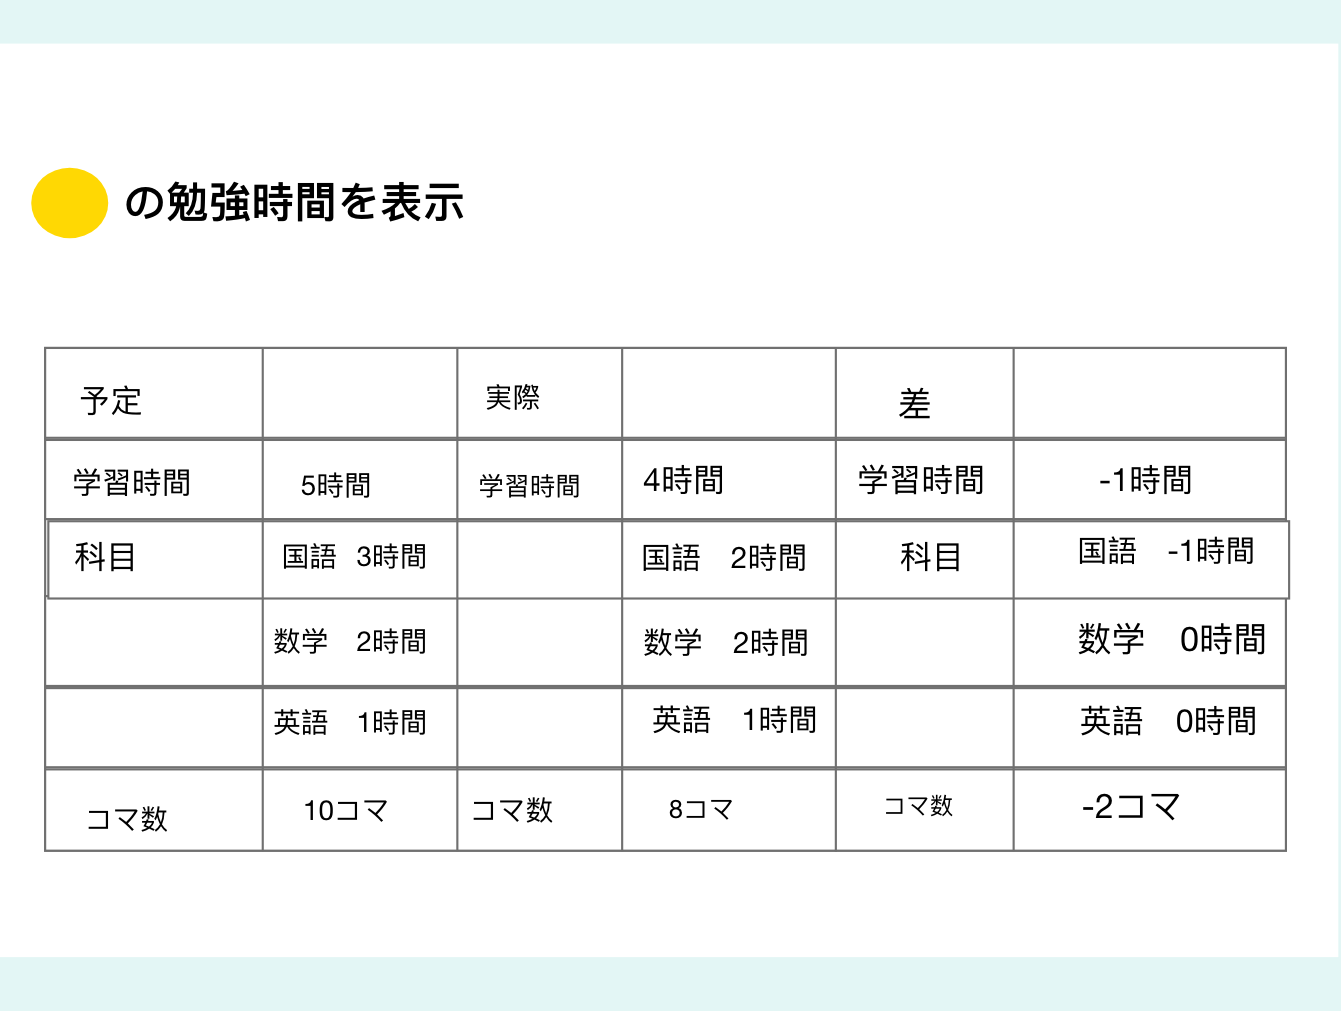 の勉強時間を表示
予定 実際 差
学習時間 5時間 学習時間 4時間 学習時間 -1時間
科目 国語 3時間 国語 2時間 科目 国語 -1時間
数学 2時間 数学 2時間 数学 0時間
英語 1時間 英語 1時間 英語 0時間
コマ数 10コマ コマ数 8コマ コマ数 -2コマ